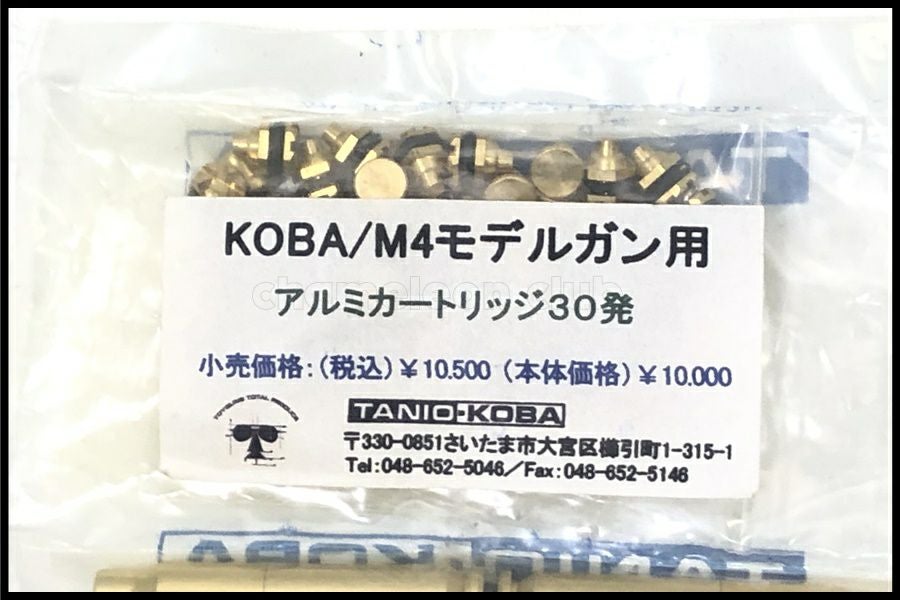 KOBA/M4モデルガン用
chameleon club
アルミカートリッジ30発
小売価格:(税込)¥10,500 (本体価格)¥10,000
TANIO-KOBA
〒330-0851さいたま市大宮区櫛引町1-315-1
Tel:048-652-5046/Fax:048-652-5146